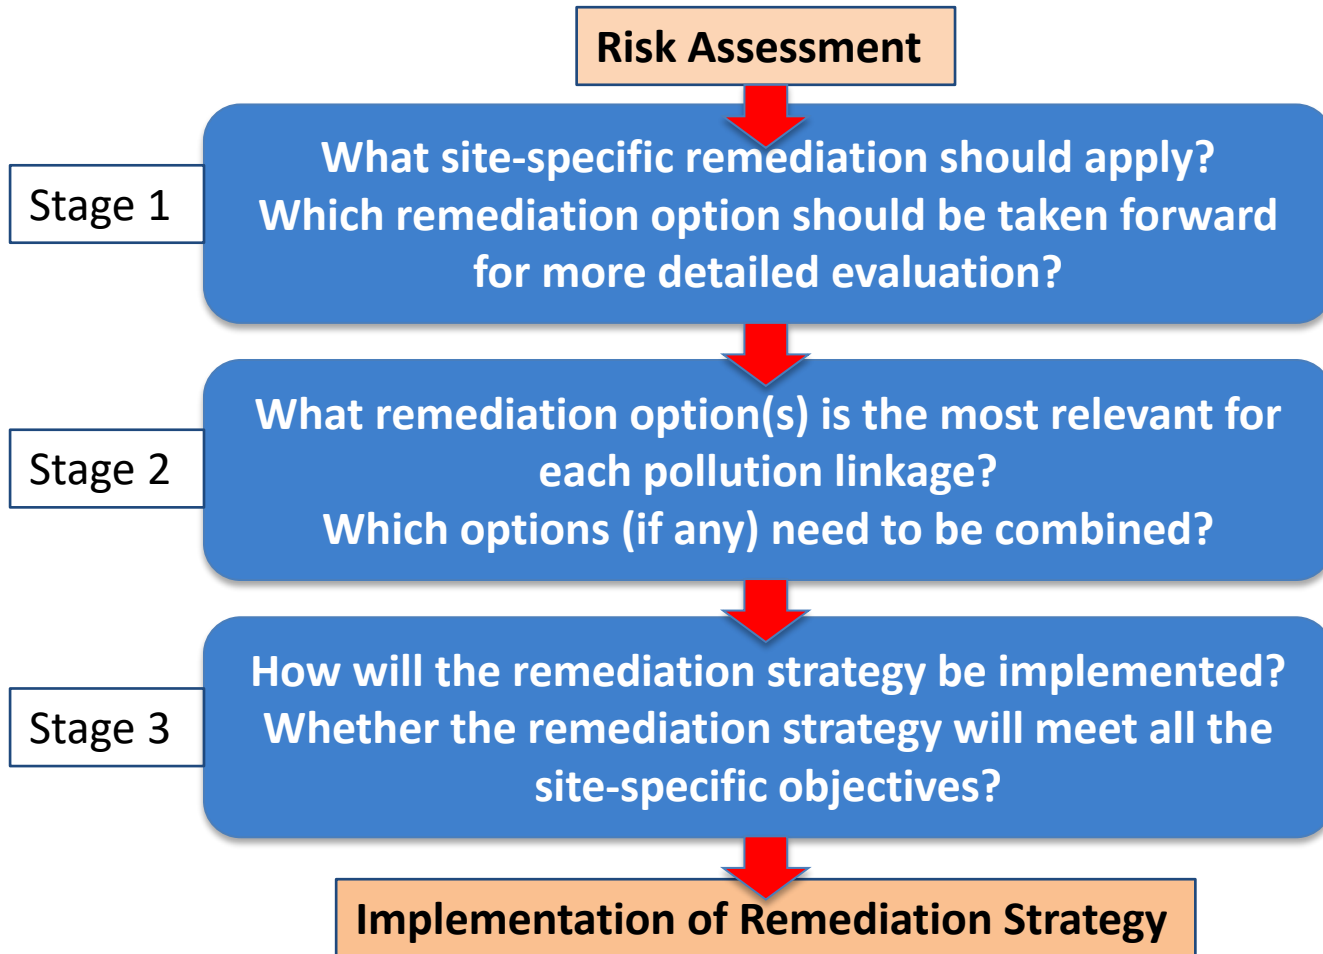 Risk Assessment
Stage 1
What site-specific remediation should apply?
Which remediation option should be taken forward
for more detailed evaluation?
Stage 2
What remediation option(s) is the most relevant for
each pollution linkage?
Which options (if any) need to be combined?
Stage 3
How will the remediation strategy be implemented?
Whether the remediation strategy will meet all the
site-specific objectives?
Implementation of Remediation Strategy